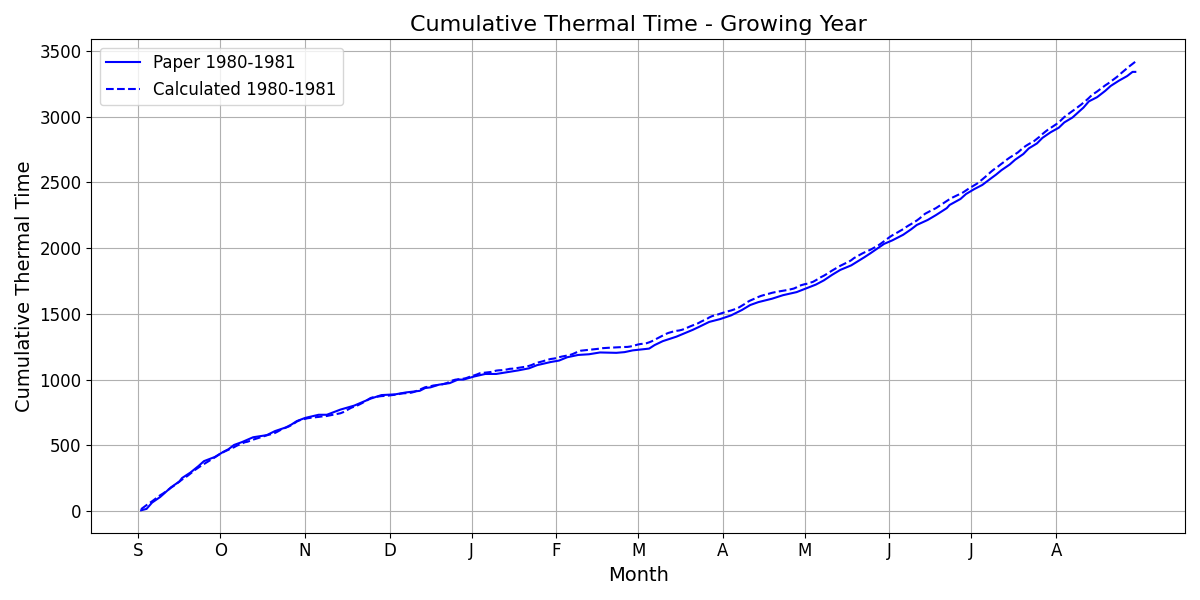 Cumulative Thermal Time - Growing Year
Paper 1980-1981
Calculated 1980-1981
Cumulative Thermal Time
3500
3000
2500
2000
1500
1000
500
0
S O N D J F M A M J J A
Month